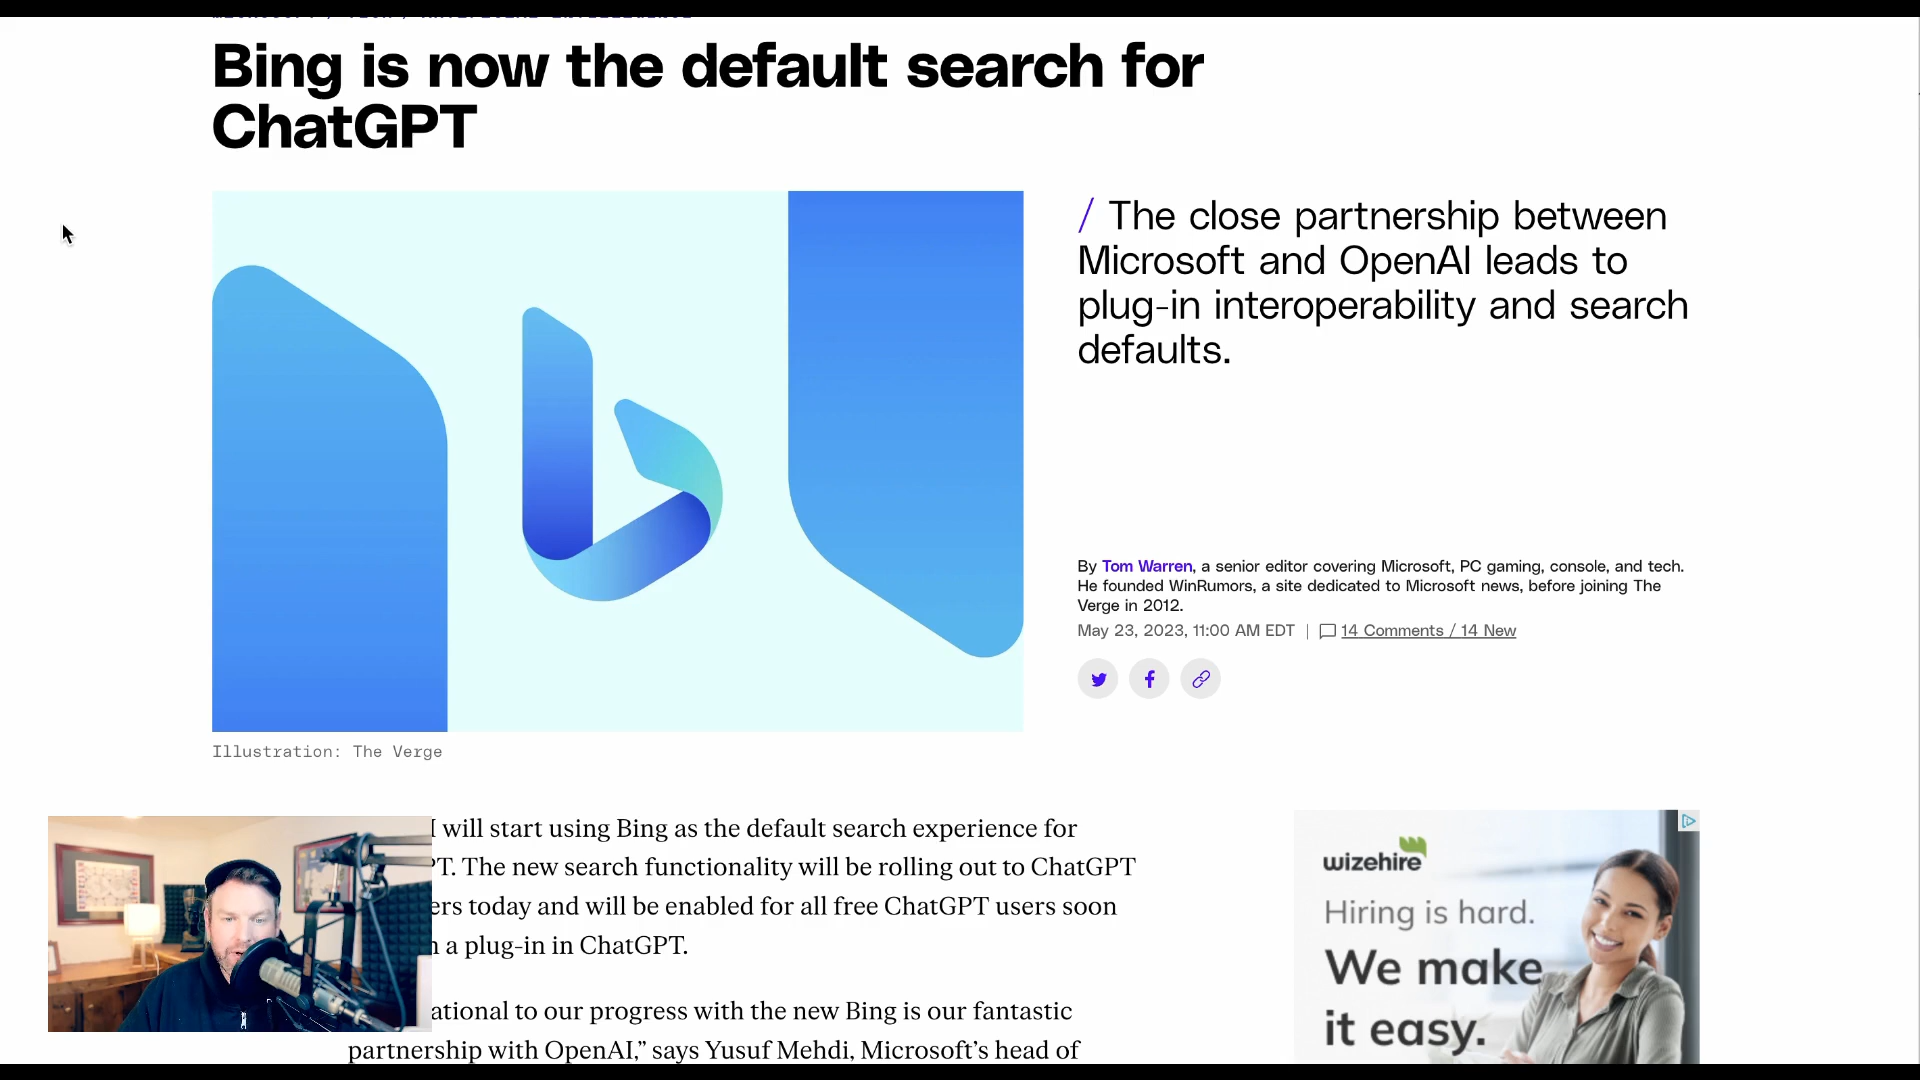 Bing is now the default search for
ChatGPT
/ The close partnership between
Microsoft and OpenAI leads to
plug-in interoperability and search
defaults.
By Tom Warren, a senior editor covering Microsoft, PC gaming, console, and tech.
He founded WinRumors, a site dedicated to Microsoft news, before joining The
Verge in 2012.
May 23, 2023, 11:00 AM EDT | 14 Comments / 14 New
Illustration: The Verge
I will start using Bing as the default search experience for
PT. The new search functionality will be rolling out to ChatGPT
ers today and will be enabled for all free ChatGPT users soon
a plug-in in ChatGPT.
ational to our progress with the new Bing is our fantastic
partnership with OpenAI,” says Yusuf Mehdi, Microsoft’s head of
wizehire
Hiring is hard.
We make
it easy.